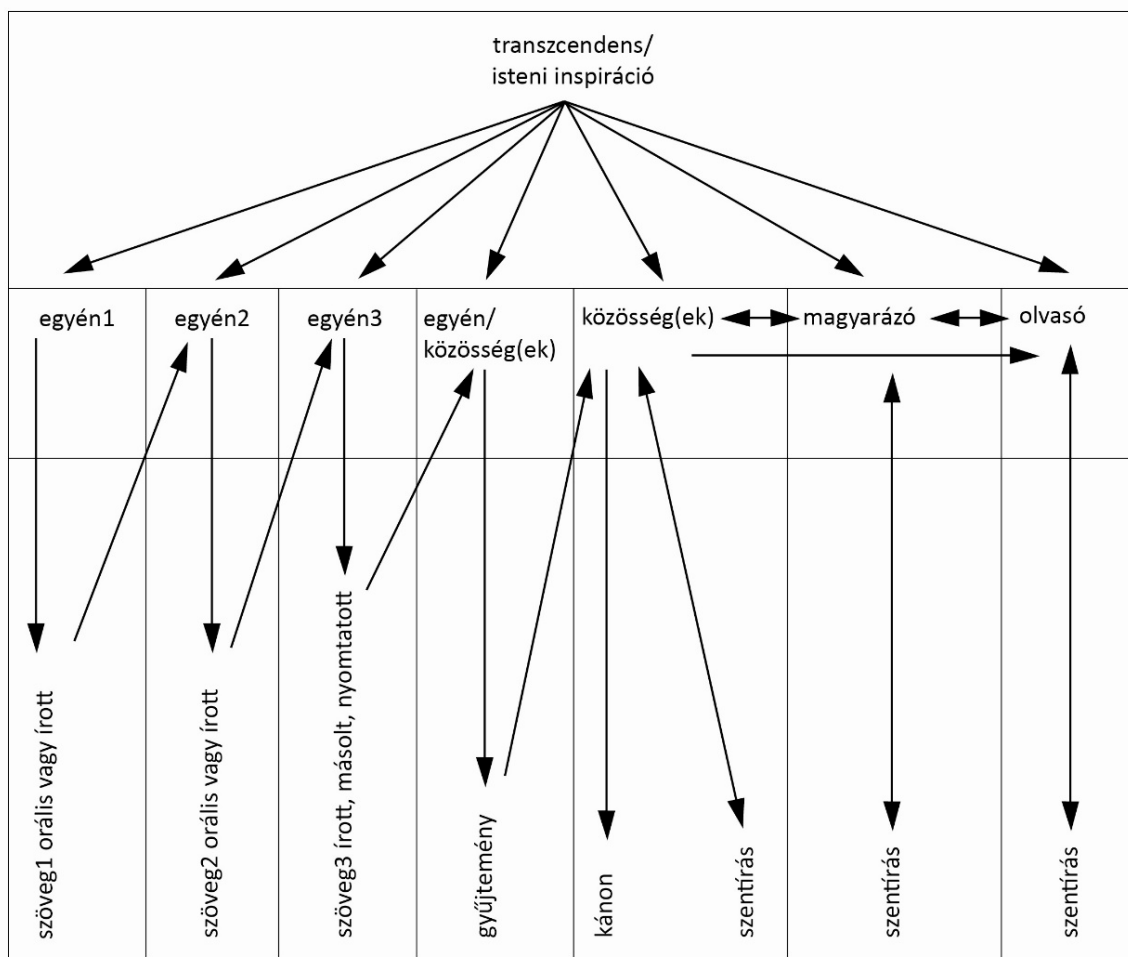 transzcendens/
isteni inspiráció
egyén1
egyén2
egyén3
egyén/
közösség(ek)
közösség(ek)
magyarázó
olvasó
szöveg1 orális vagy írott
szöveg2 orális vagy írott
szöveg3 írott, másolt, nyomtatott
gyűjtemény
kánon
szentírás
szentírás
szentírás